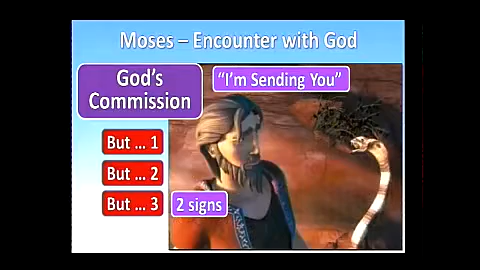 Moses – Encounter with God
God's
Commission
“I'm Sending You”
But ... 1
But ... 2
But ... 3
2 signs